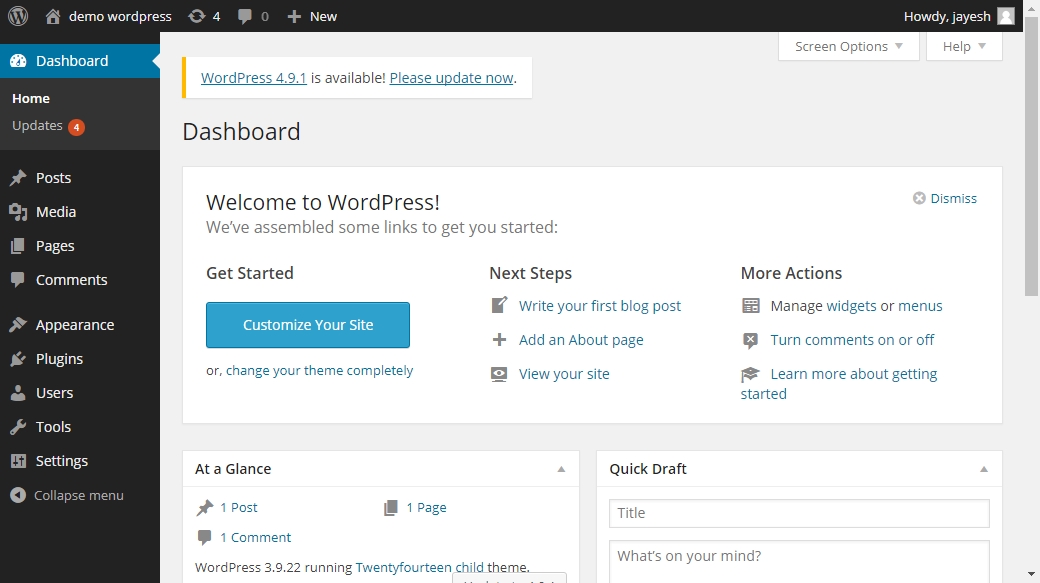 demo wordpress 4 0 New Howdy, jayesh
Screen Options Help
Dashboard
Home
Updates 4
Posts
Media
Pages
Comments
Appearance
Plugins
Users
Tools
Settings
Collapse menu
WordPress 4.9.1 is available! Please update now.
Dashboard
Welcome to WordPress!
Dismiss
We've assembled some links to get you started:
Get Started
Customize Your Site
or, change your theme completely
Next Steps
Write your first blog post
Add an About page
View your site
More Actions
Manage widgets or menus
Turn comments on or off
Learn more about getting
started
At a Glance
1 Post 1 Page
1 Comment
WordPress 3.9.22 running Twentyfourteen child theme.
Quick Draft
Title
What's on your mind?